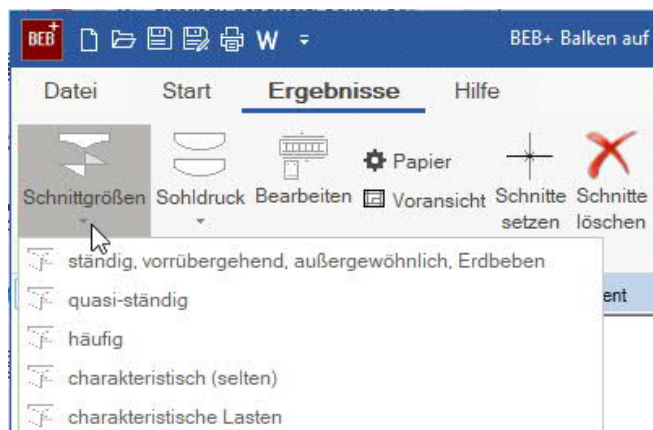 BEB+ W BEB+ Balken auf
Datei Start Ergebnisse Hilfe
Papier
Schnittgrößen Sohldruck Bearbeiten Voransicht Schnitte Schnitte
setzen löschen
ständig, vorrübergehend, außergewöhnlich, Erdbeben
ent
quasi-ständig
häufig
charakteristisch (selten)
charakteristische Lasten